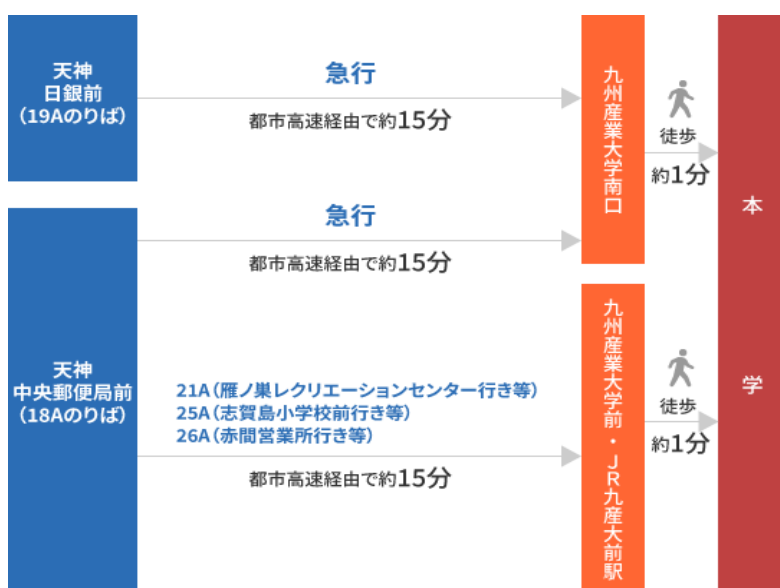 天神
日銀前
（19Aのりば）
急行
都市高速経由で約15分
九州産業大学南口
徒歩
約1分
天神
中央郵便局前
（18Aのりば）
急行
都市高速経由で約15分
21A（雁ノ巣レクリエーションセンター行き等）
25A（志賀島小学校前行き等）
26A（赤間営業所行き等）
都市高速経由で約15分
九州産業大学前・JR九産大前駅
徒歩
約1分
本学